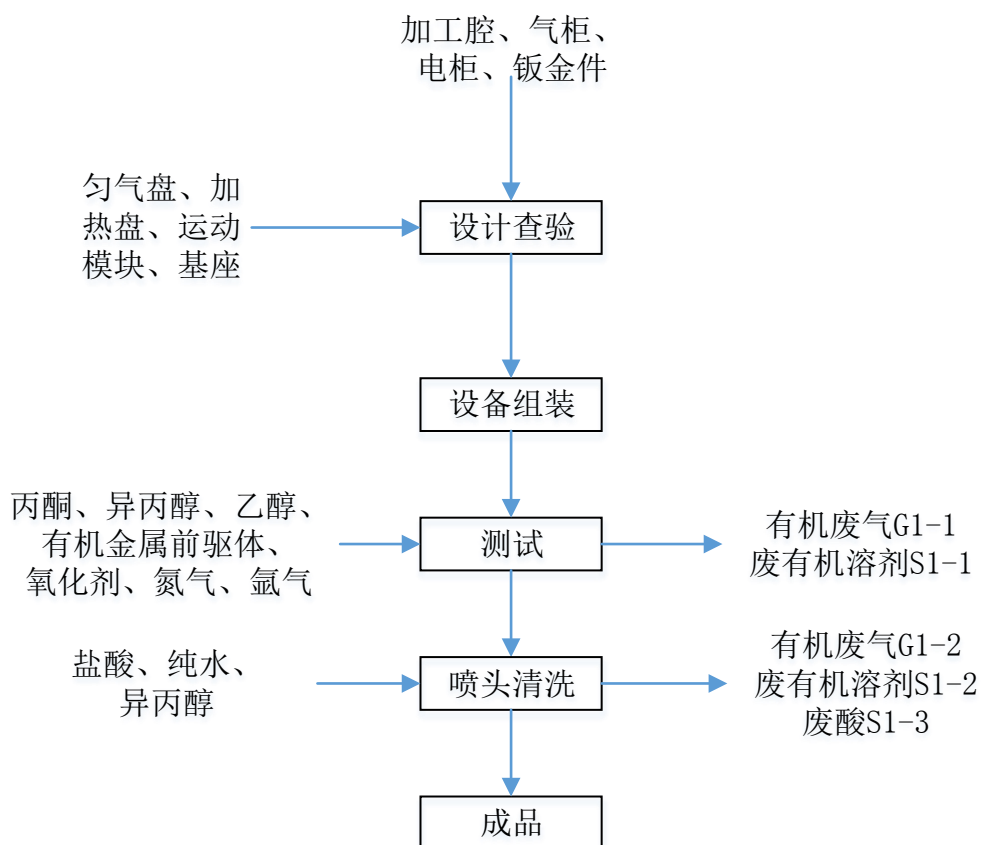 加工腔、气柜、
电柜、钣金件
匀气盘、加
热盘、运动
模块、基座
设计查验
设备组装
丙酮、异丙醇、乙醇、
有机金属前驱体、
氧化剂、氮气、氩气
测试
有机废气G1-1
废有机溶剂S1-1
盐酸、纯水、
异丙醇
喷头清洗
有机废气G1-2
废有机溶剂S1-2
废酸S1-3
成品